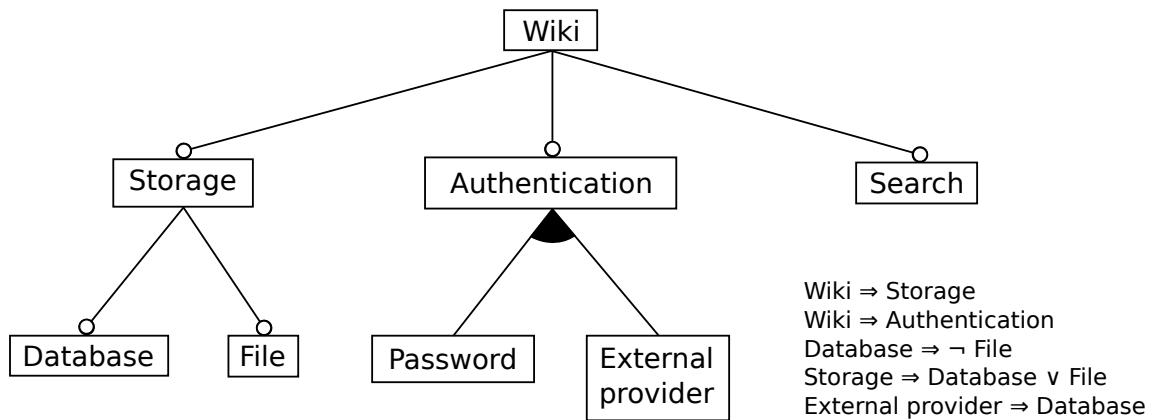 Wiki
Storage
Authentication
Search
Database
File
Password
External
provider
Wiki ⇒ Storage
Wiki ⇒ Authentication
Database ⇒ ¬ File
Storage ⇒ Database ∨ File
External provider ⇒ Database